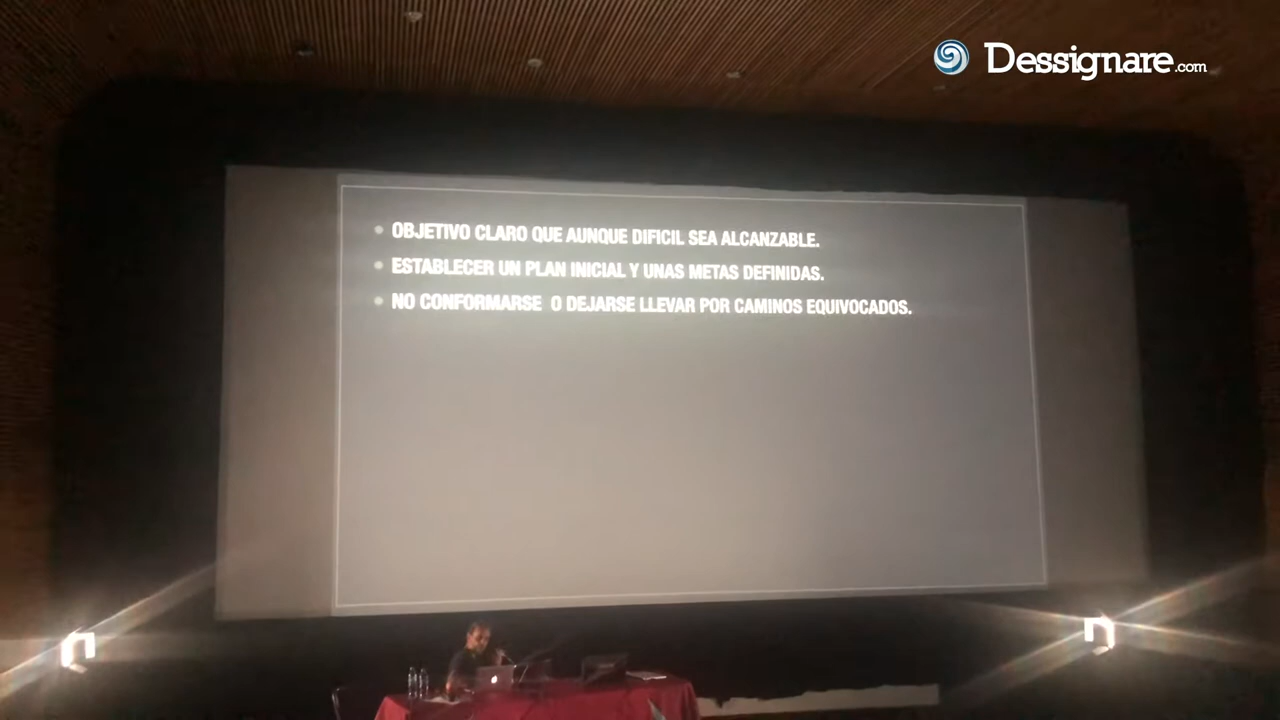 Dessignare.com
OBJETIVO CLARO QUE AUNQUE DIFICIL SEA ALCANZABLE.
ESTABLECER UN PLAN INICIAL Y UNAS METAS DEFINIDAS.
NO CONFORMARSE O DEJARSE LLEVAR POR CAMINOS EQUIVOCADOS.